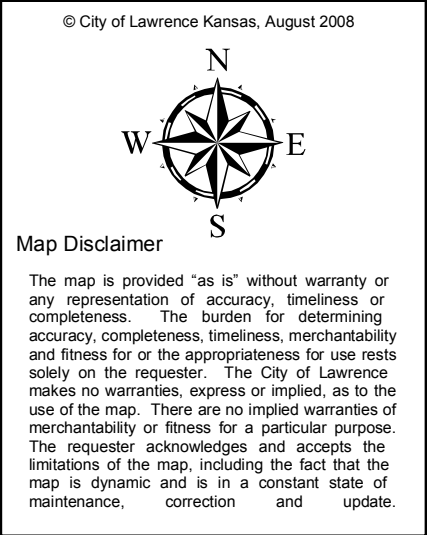 © City of Lawrence Kansas, August 2008
N
W E
S
Map Disclaimer
The map is provided “as is” without warranty or
any representation of accuracy, timeliness or
completeness. The burden for determining
accuracy, completeness, timeliness, merchantability
and fitness for or the appropriateness for use rests
solely on the requester. The City of Lawrence
makes no warranties, express or implied, as to the
use of the map. There are no implied warranties of
merchantability or fitness for a particular purpose.
The requester acknowledges and accepts the
limitations of the map, including the fact that the
map is dynamic and is in a constant state of
maintenance, correction and update.